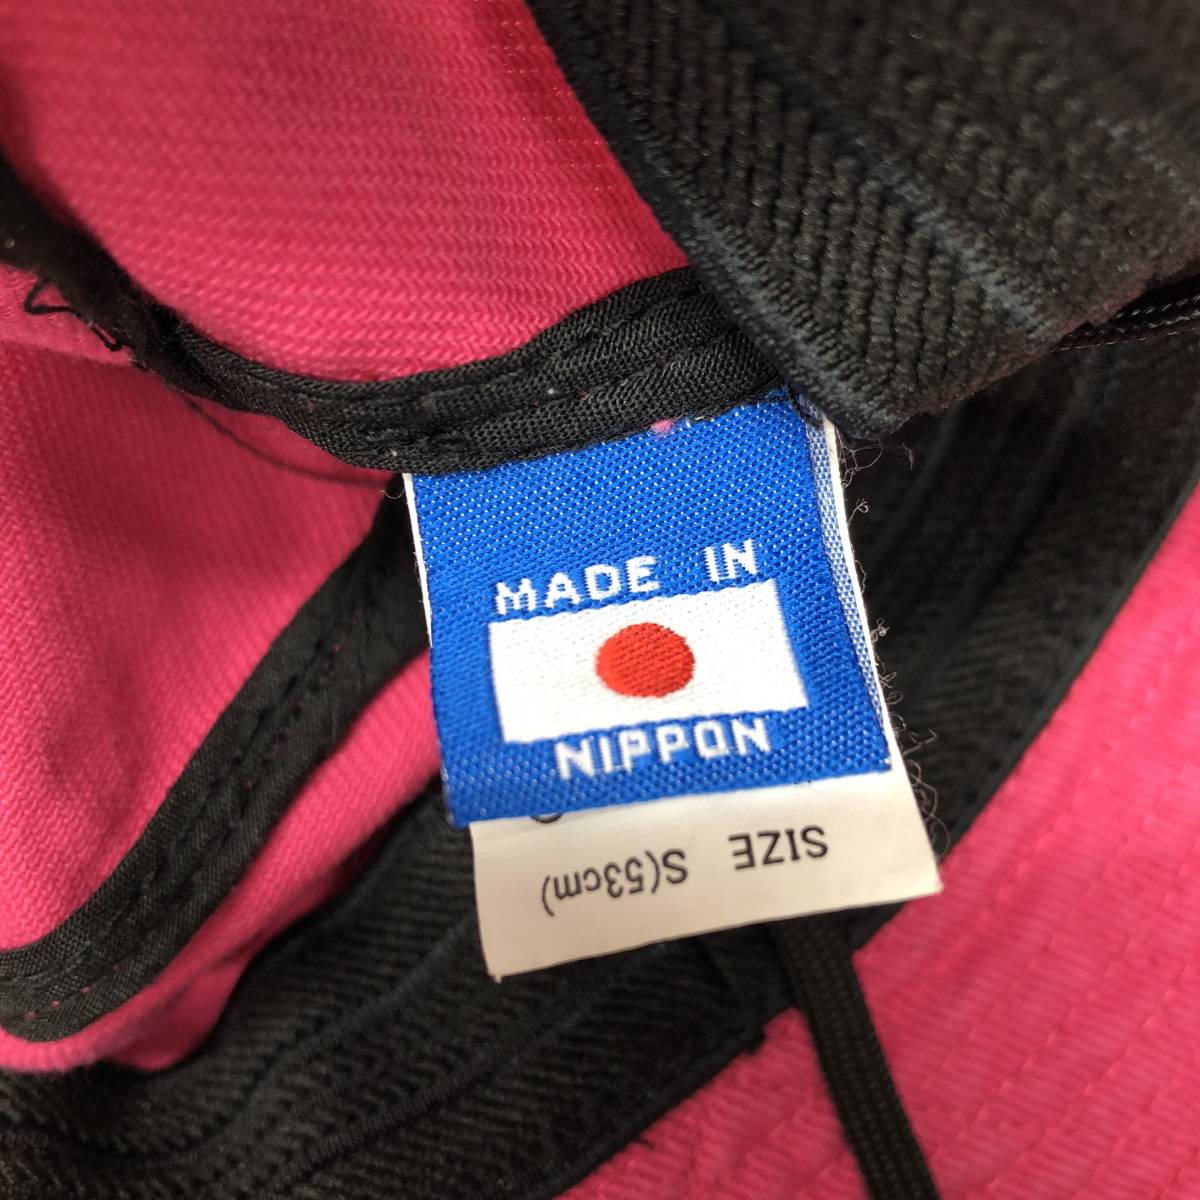 MADE IN
NIPPON
SIZE S(53cm)